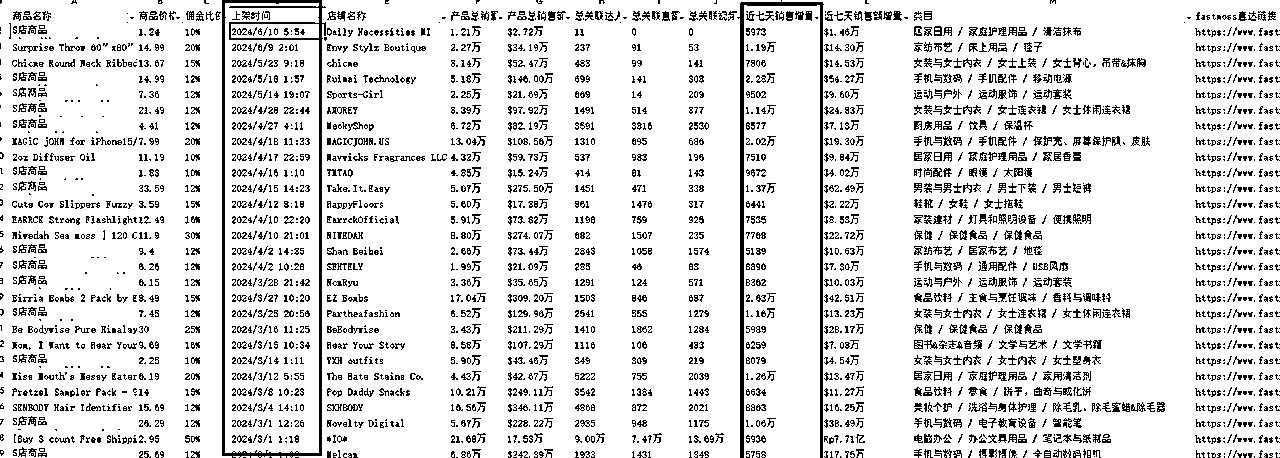 商品名称 商品价格 佣金比例 上架时间 店铺名称 产品总销量 产品总销售额 总关联达人 总关联直播 总关联视频 近七天销售增量 近七天销售额增量 类目 fastmoss直达链接
S店商品 1.24 10% 2024/6/10 5:54 Daily Necessities MI 1.21万 $2.72万 11 0 0 5973 $1.46万 居家日用 / 家庭护理用品 / 清洁抹布 https://www.fast
Surprise Throw 60" x80" 14.99 20% 2024/6/9 2:01 Envy Stylz Boutique 2.27万 $34.19万 237 91 53 1.19万 $14.30万 家纺布艺 / 床上用品 / 毯子 https://www.fast
Chicme Round Neck Ribbed 13.67 15% 2024/5/23 9:18 chicme 3.14万 $52.47万 483 99 141 7806 $14.53万 女装与女士内衣 / 女士上装 / 女士背心、吊带&抹胸 https://www.fast
S店商品 14.99 12% 2024/5/18 1:57 Ruimai Technology 5.18万 $146.00万 699 141 308 2.28万 $54.27万 手机与数码 / 手机配件 / 移动电源 https://www.fast
S店商品 7.36 12% 2024/5/14 19:07 Sports-Girl 2.25万 $21.69万 669 14 209 9502 $9.60万 运动与户外 / 运动服饰 / 运动套装 https://www.fast
S店商品 21.49 12% 2024/4/28 22:44 AMOREY 3.39万 $97.92万 1491 514 877 1.14万 $24.83万 女装与女士内衣 / 女士连衣裙 / 女士休闲连衣裙 https://www.fast
S店商品 4.41 12% 2024/4/27 4:11 MeckyShop 6.72万 $82.19万 3591 3816 2530 8577 $7.13万 厨房用品 / 饮具 / 保温杯 https://www.fast
MAGIC JOHN for iPhone15/ 7.99 20% 2024/4/18 11:33 MAGICJOHN.US 13.04万 $108.56万 1310 695 686 2.02万 $19.30万 手机与数码 / 手机配件 / 保护壳、屏幕保护膜、皮肤 https://www.fast
2oz Diffuser Oil 11.19 10% 2024/4/17 22:59 Warwicks Fragrances LLC 4.32万 $59.73万 537 983 196 7510 $9.84万 居家日用 / 家庭护理用品 / 家居香薰 https://www.fast
S店商品 1.83 10% 2024/4/16 1:10 TMTAO 4.85万 $15.24万 414 81 143 9672 $4.02万 时尚配件 / 眼镜 / 太阳镜 https://www.fast
S店商品 33.59 12% 2024/4/15 14:23 Take.It.Easy 5.07万 $275.50万 1451 471 338 1.37万 $62.49万 男装与男士内衣 / 男士下装 / 男士短裤 https://www.fast
Cute Cow Slippers Fuzzy 3.59 15% 2024/4/12 8:18 HappyFloors 5.60万 $17.28万 861 1476 317 6441 $2.22万 鞋靴 / 女鞋 / 女士拖鞋 https://www.fast
EARRCK Strong Flashlight 12.49 16% 2024/4/10 22:20 EarrckOfficial 5.91万 $73.82万 1198 759 925 7535 $8.53万 家装建材 / 灯具和照明设备 / 便携照明 https://www.fast
Niwedah Sea moss | 120 C 11.9 30% 2024/4/10 21:01 NIWEDAH 8.80万 $274.07万 682 1507 235 7768 $22.72万 保健 / 保健食品 / 保健食品 https://www.fast
S店商品 9.4 12% 2024/4/2 14:35 Shan Beibei 2.66万 $73.44万 2843 1058 1574 5189 $10.63万 家纺布艺 / 居家布艺 / 地毯 https://www.fast
S店商品 6.26 12% 2024/4/2 10:26 SENTELY 1.99万 $21.09万 285 46 83 8390 $7.30万 手机与数码 / 通用配件 / USB风扇 https://www.fast
S店商品 6.15 12% 2024/3/28 21:42 NcmRyu 3.36万 $35.65万 1291 124 571 8362 $10.03万 运动与户外 / 运动服饰 / 运动套装 https://www.fast
Birria Bombs 2 Pack by E 8.49 15% 2024/3/27 10:20 EZ Bombs 17.04万 $309.20万 1503 846 687 2.63万 $42.51万 食品饮料 / 主食与烹饪调味 / 香料与调味料 https://www.fast
S店商品 7.45 12% 2024/3/25 20:56 Partheafashion 6.52万 $129.96万 2541 555 1279 1.16万 $13.23万 女装与女士内衣 / 女士连衣裙 / 女士休闲连衣裙 https://www.fast
Be Bodywise Pure Himalay 30 25% 2024/3/16 11:25 BeBodywise 3.43万 $211.29万 1410 1862 1284 5989 $28.17万 保健 / 保健食品 / 保健食品 https://www.fast
Mom, I Want to Hear Your 9.69 16% 2024/3/15 10:34 Hear Your Story 8.58万 $107.29万 1116 106 483 6259 $7.08万 图书&杂志&音频 / 文学与艺术 / 文学书籍 https://www.fast
S店商品 2.25 10% 2024/3/14 1:11 YXH outfits 5.90万 $43.46万 349 309 219 8079 $4.54万 女装与女士内衣 / 女士内衣 / 女士塑身衣 https://www.fast
Miss Mouth's Messy Eater 6.19 20% 2024/3/12 5:55 The Hate Stains Co. 4.43万 $42.67万 5222 755 2039 1.26万 $13.47万 居家日用 / 家庭护理用品 / 家用清洁剂 https://www.fast
Pretzel Sampler Pack - 9 14 15% 2024/3/8 10:23 Pop Daddy Snacks 10.21万 $249.11万 3542 1384 1443 6634 $11.27万 食品饮料 / 零食 / 饼干，曲奇与威化饼 https://www.fast
SENBODY Hair Identifier 15.69 12% 2024/3/4 14:10 SXNBODY 16.56万 $346.11万 4868 872 2021 8863 $16.25万 美妆个护 / 洗浴与身体护理 / 除毛乳、除毛蜜蜡&除毛器 https://www.fast
S店商品 26.29 12% 2024/3/1 12:26 Novelty Digital 5.67万 $228.22万 2935 948 1175 1.06万 $38.49万 手机与数码 / 电子教育设备 / 智能笔 https://www.fast
[Buy 3 count Free Shippi 2.95 50% 2024/3/1 1:18 *IO* 21.68万 17.53万 9.00万 7.47万 13.69万 5936 Rp7.71亿 电脑办公 / 办公文具用品 / 笔记本与纸制品 https://www.fast
S店商品 25.69 12% Melcam 6.86万 $242.39万 1933 1431 1348 5758 $17.76万 手机与数码 / 摄影摄像 / 全自动数码相机 https://www.fast